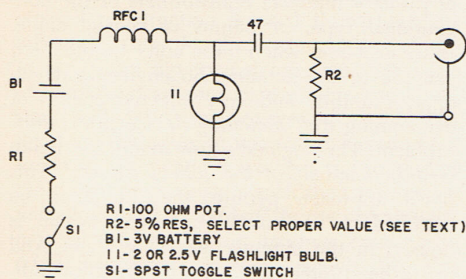 RFC1
47
B1
I1
R2
R1
S1
R1-100 OHM POT.
R2-5% RES, SELECT PROPER VALUE (SEE TEXT)
B1-3V BATTERY
I1-2 OR 2.5V FLASHLIGHT BULB.
S1-SPST TOGGLE SWITCH